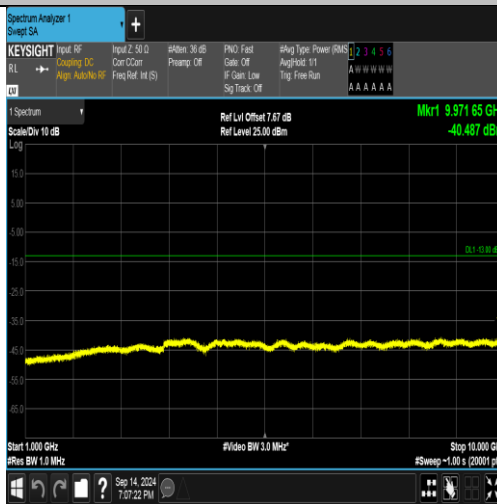 Spectrum Analyzer 1
Swept SA
+
KEYSIGHT Input: RF Input Z: 50 Ω #Atten: 36 dB PNO: Fast #Avg Type: Power (RMS 1 2 3 4 5 6
RL Coupling: DC Corr CCorr Preamp: Off Gate: Off Avg|Hold: 1/1 A W W W W W
Align: Auto/No RF Freq Ref: Int (S) IF Gain: Low Trig: Free Run
Sig Track: Off A A A A A A
1 Spectrum Ref Lvl Offset 7.67 dB Mkr1 9.971 65 GH
Scale/Div 10 dB Ref Level 25.00 dBm -40.487 dB
Log
15.0
5.00
-5.00
DL1 -13.00 dB
-15.0
-25.0
-35.0
-45.0
-55.0
-65.0
Start 1.000 GHz #Video BW 3.0 MHz* Stop 10.000 G
#Res BW 1.0 MHz #Sweep ~1.00 s (20001 pt
? Sep 14, 2024
7:07:22 PM